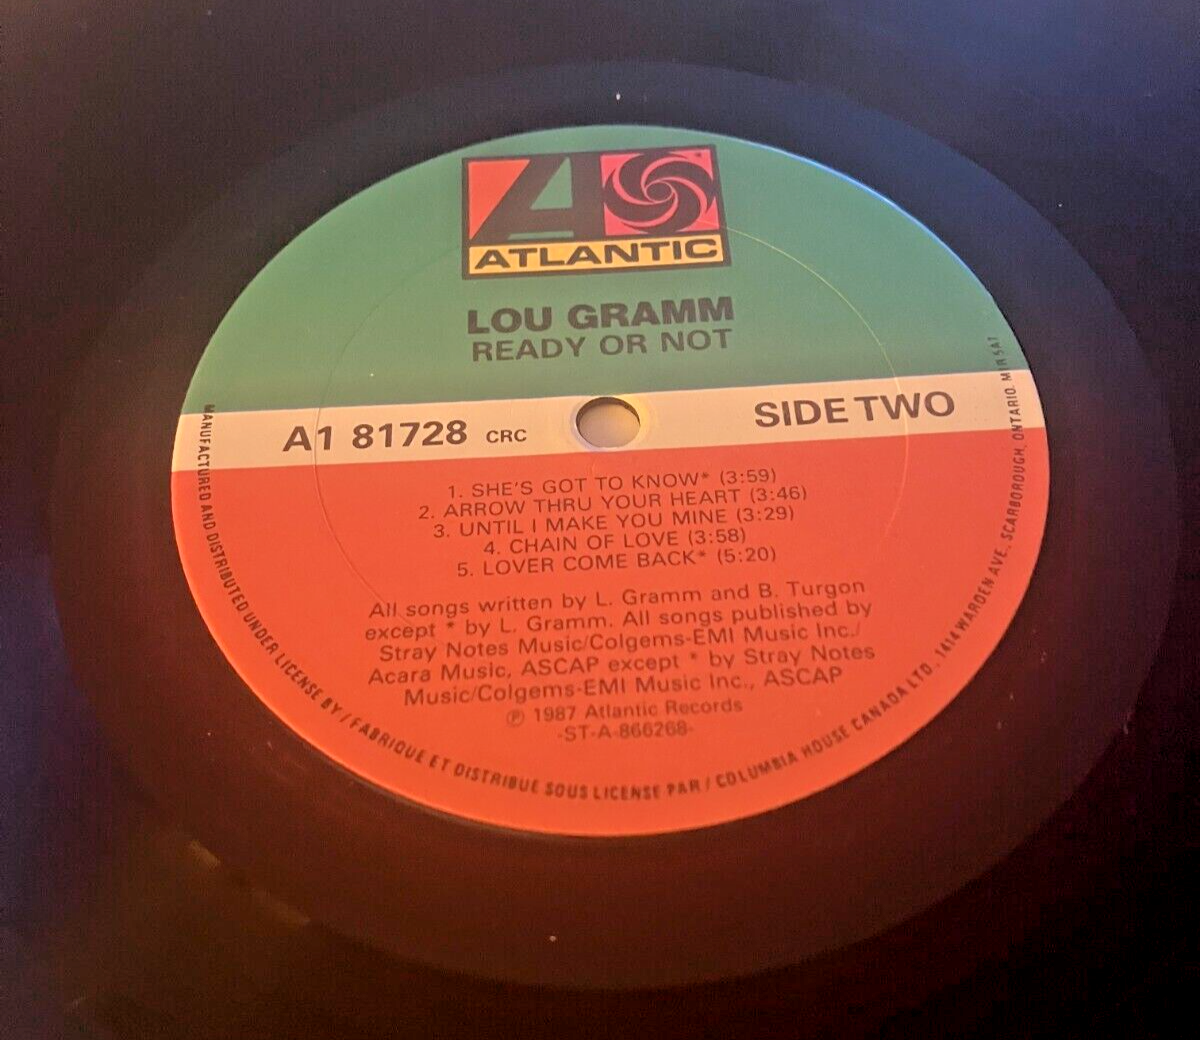 ATLANTIC
LOU GRAMM
READY OR NOT
A1 81728 CRC
SIDE TWO
1. SHE'S GOT TO KNOW* (3:59)
2. ARROW THRU YOUR HEART (3:46)
3. UNTIL I MAKE YOU MINE (3:29)
4. CHAIN OF LOVE (3:58)
5. LOVER COME BACK* (5:20)
All songs written by L. Gramm and B. Turgon
except * by L. Gramm. All songs published by
Stray Notes Music/Colgems-EMI Music Inc./
Acara Music, ASCAP except * by Stray Notes
Music/Colgems-EMI Music Inc., ASCAP
℗ 1987 Atlantic Records
-ST-A-866268-
MANUFACTURED AND DISTRIBUTED UNDER LICENSE BY / FABRIQUE ET DISTRIBUE SOUS LICENSE PAR / COLUMBIA HOUSE CANADA LTD., 1414 WARDEN AVE., SCARBOROUGH, ONTARIO.